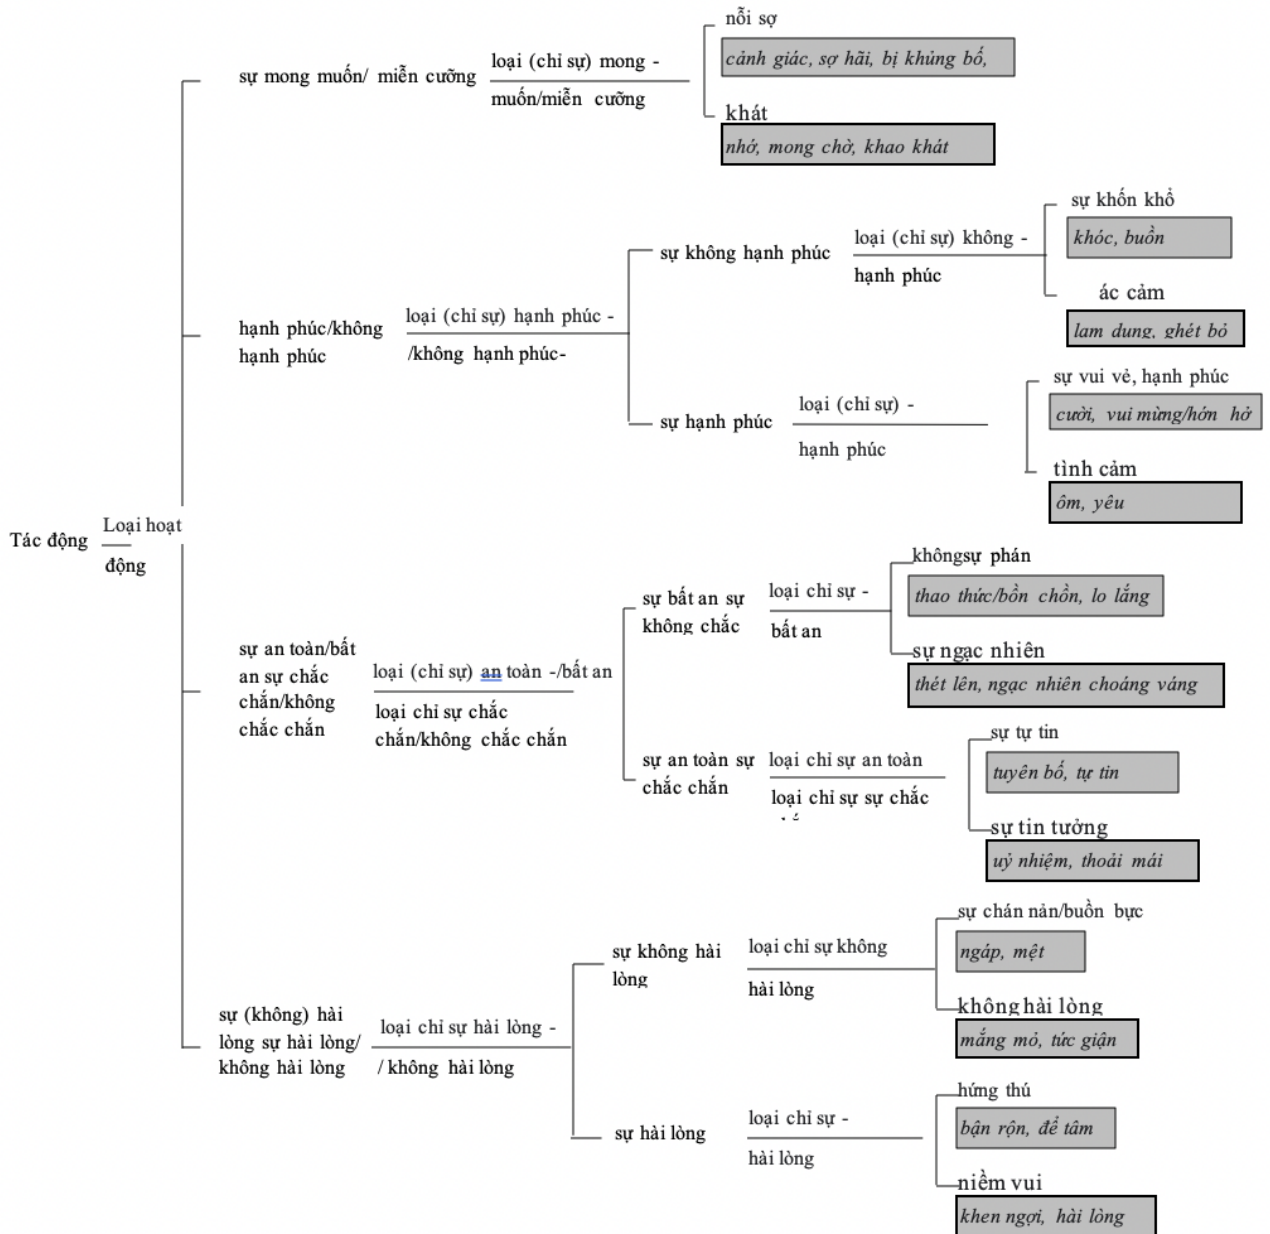 nỗi sợ
sự mong muốn/ miễn cưỡng
loại (chỉ sự) mong -
muốn/miễn cưỡng
cảnh giác, sợ hãi, bị khủng bố,
khát
nhớ, mong chờ, khao khát
hạnh phúc/không
hạnh phúc
loại (chỉ sự) hạnh phúc -
/không hạnh phúc-
sự không hạnh phúc
loại (chỉ sự) không -
hạnh phúc
sự khốn khổ
khóc, buồn
ác cảm
lam dung, ghét bỏ
sự hạnh phúc
loại (chỉ sự) -
hạnh phúc
sự vui vẻ, hạnh phúc
cười, vui mừng/hớn hở
tình cảm
ôm, yêu
Tác động
Loại hoạt
động
sự an toàn/bất
an sự chắc
chắn/không
chắc chắn
loại (chỉ sự) an toàn -/bất an
loại chỉ sự chắc
chắn/không chắc chắn
sự bất an sự
không chắc
loại chỉ sự -
bất an
khôngsự phán
thao thức/bồn chồn, lo lắng
sự ngạc nhiên
thét lên, ngạc nhiên choáng váng
sự an toàn sự
chắc chắn
loại chỉ sự an toàn
loại chỉ sự sự chắc
sự tự tin
tuyên bố, tự tin
sự tin tưởng
uỷ nhiệm, thoải mái
sự (không) hài
lòng sự hài lòng/
không hài lòng
loại chỉ sự hài lòng -
/ không hài lòng
sự không hài
lòng
loại chỉ sự không
hài lòng
sự chán nản/buồn bực
ngáp, mệt
không hài lòng
mắng mỏ, tức giận
sự hài lòng
loại chỉ sự -
hài lòng
hứng thú
bận rộn, để tâm
niềm vui
khen ngợi, hài lòng